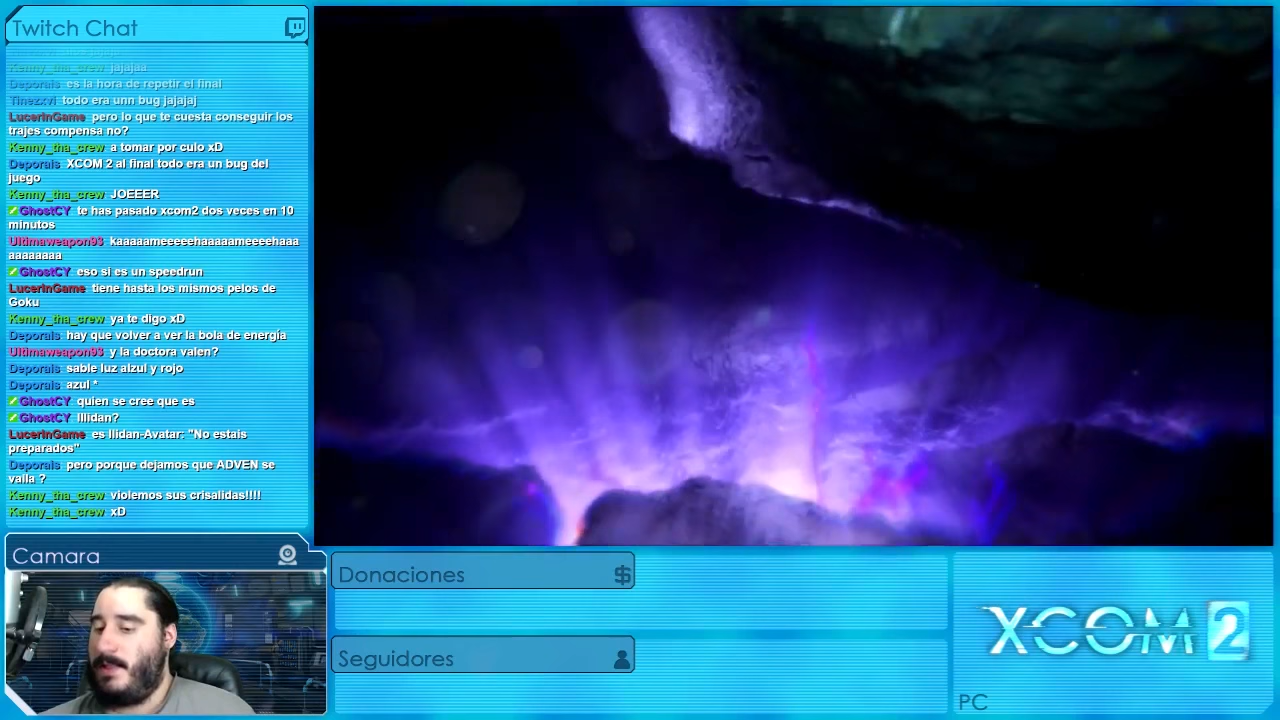 Twitch Chat
Kenny_tha_crew jajajaa
Deporals es la hora de repetir el final
Tinezxvi todo era unn bug jajajaj
LucerInGame pero lo que te cuesta conseguir los
trajes compensa no?
Kenny_tha_crew a tomar por culo xD
Deporals XCOM 2 al final todo era un bug del
juego
Kenny_tha_crew JOEEER
GhostCY te has pasado xcom2 dos veces en 10
minutos
Ultimaweapon93 kaaaaameeeeehaaaaameeeehaaa
aaaaaaaa
GhostCY eso si es un speedrun
LucerInGame tiene hasta los mismos pelos de
Goku
Kenny_tha_crew ya te digo xD
Deporals hay que volver a ver la bola de energía
Ultimaweapon93 y la doctora valen?
Deporals sable luz alzul y rojo
Deporals azul *
GhostCY quien se cree que es
GhostCY Illidan?
LucerInGame es Ilidan-Avatar: "No estais
preparados"
Deporals pero porque dejamos que ADVEN se
valla ?
Kenny_tha_crew violemos sus crisalidas!!!!
Kenny_tha_crew xD
Camara
Donaciones $
Seguidores
XCOM 2
PC